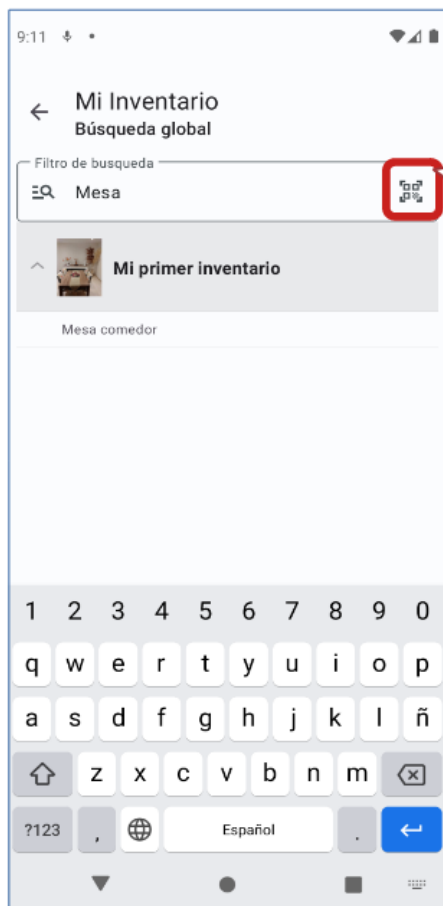 9:11
Mi Inventario
Búsqueda global
Filtro de busqueda
Mesa
Mi primer inventario
Mesa comedor
1 2 3 4 5 6 7 8 9 0
q w e r t y u i o p
a s d f g h j k l ñ
z x c v b n m
?123 , Español .